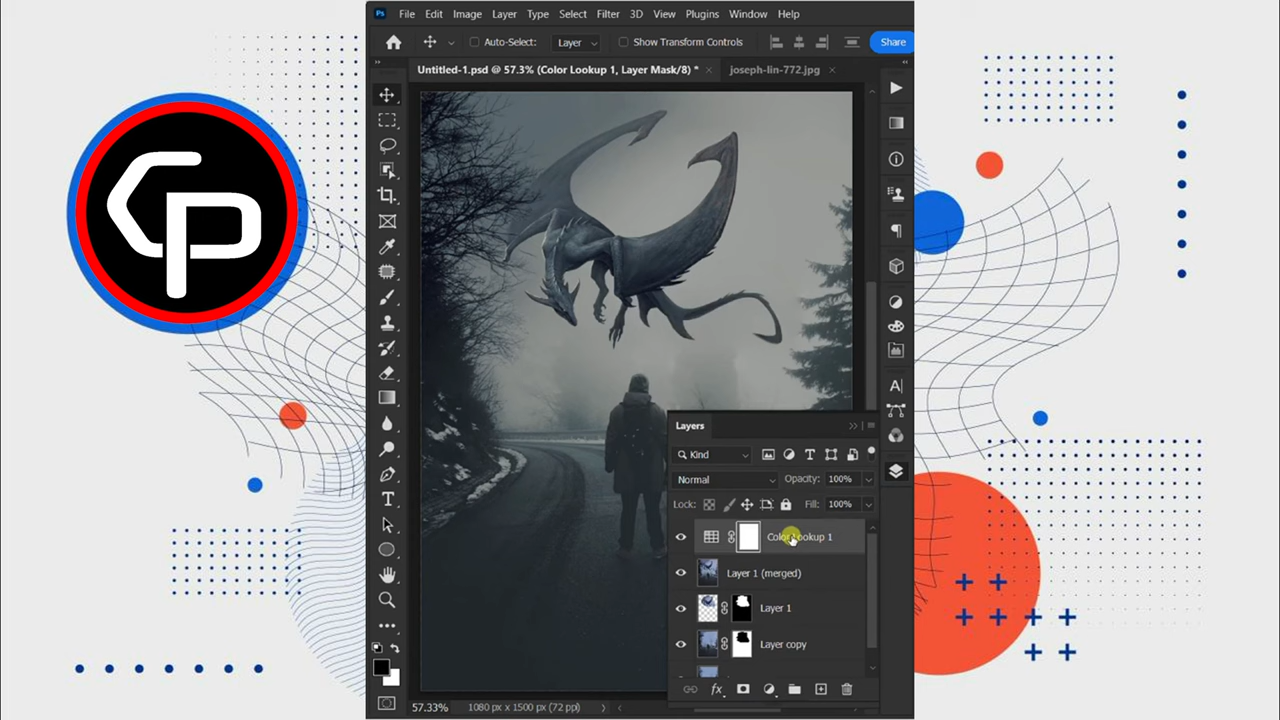 CP
Ps File Edit Image Layer Type Select Filter 3D View Plugins Window Help
Auto-Select: Layer Show Transform Controls Share
Untitled-1.psd @ 57.3% (Color Lookup 1, Layer Mask/8) * × joseph-lin-772.jpg ×
Layers
Kind
Normal Opacity: 100%
Lock: Fill: 100%
Color Lookup 1
Layer 1 (merged)
Layer 1
Layer copy
fx
57.33% 1080 px x 1500 px (72 ppi)